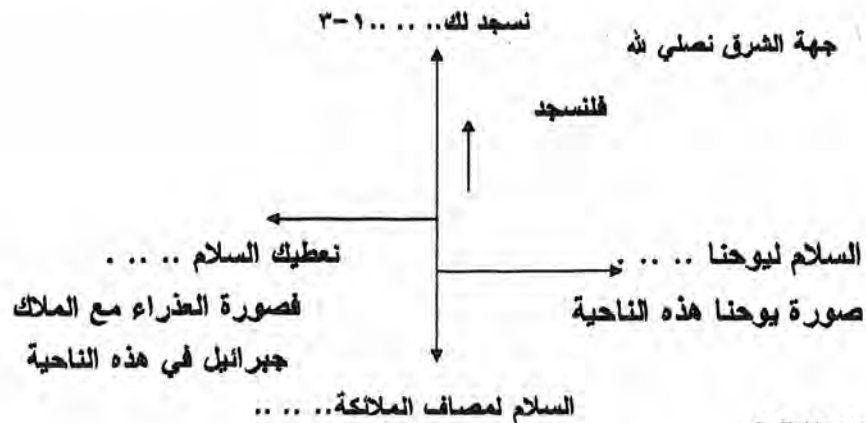 نسجد لك.. .. ..١-٣
جهة الشرق نصلي لله
فلنسجد
السلام ليوحنا .. .. .
نعطيك السلام .. .. .
صورة يوحنا هذه الناحية
فصورة العذراء مع الملاك
جبرائيل في هذه الناحية
السلام لمصاف الملائكة.. .. ..